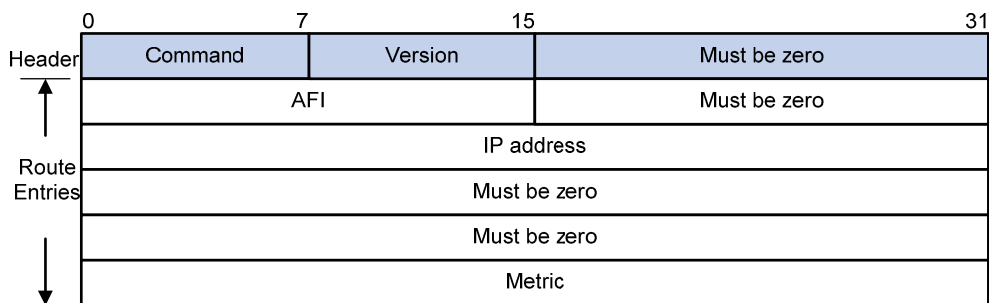 0 7 15 31
Header Command Version Must be zero
AFI Must be zero
IP address
Route
Entries
Must be zero
Must be zero
Metric